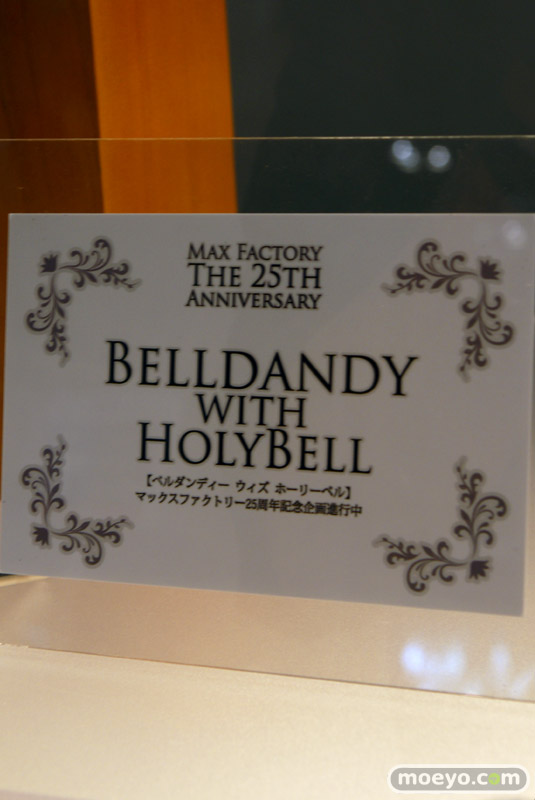 MAX FACTORY
THE 25TH
ANNIVERSARY
BELLDANDY
WITH
HOLYBELL
【ベルダンディー ウィズ ホーリーベル】
マックスファクトリー25周年記念企画進行中
moeyo.com